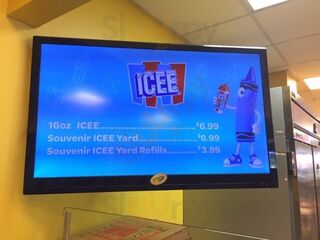 ICEE
16oz ICEE...........................$6.99
Souvenir ICEE Yard................$8.99
Souvenir ICEE Yard Refills.........$3.99